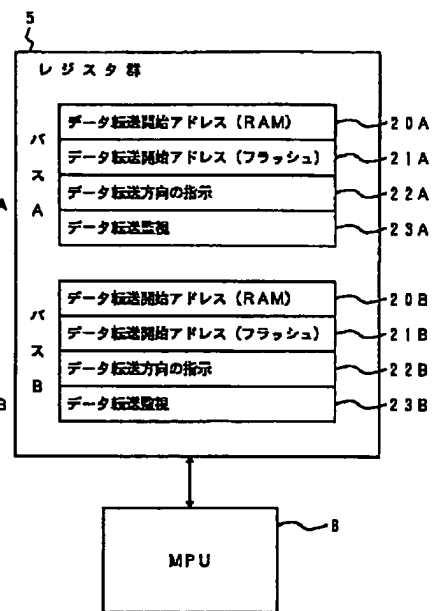 5
レジスタ群
バスA
データ転送開始アドレス(RAM) 20A
データ転送開始アドレス(フラッシュ) 21A
データ転送方向の指示 22A
データ転送監視 23A
A
バスB
データ転送開始アドレス(RAM) 20B
データ転送開始アドレス(フラッシュ) 21B
データ転送方向の指示 22B
データ転送監視 23B
B
MPU